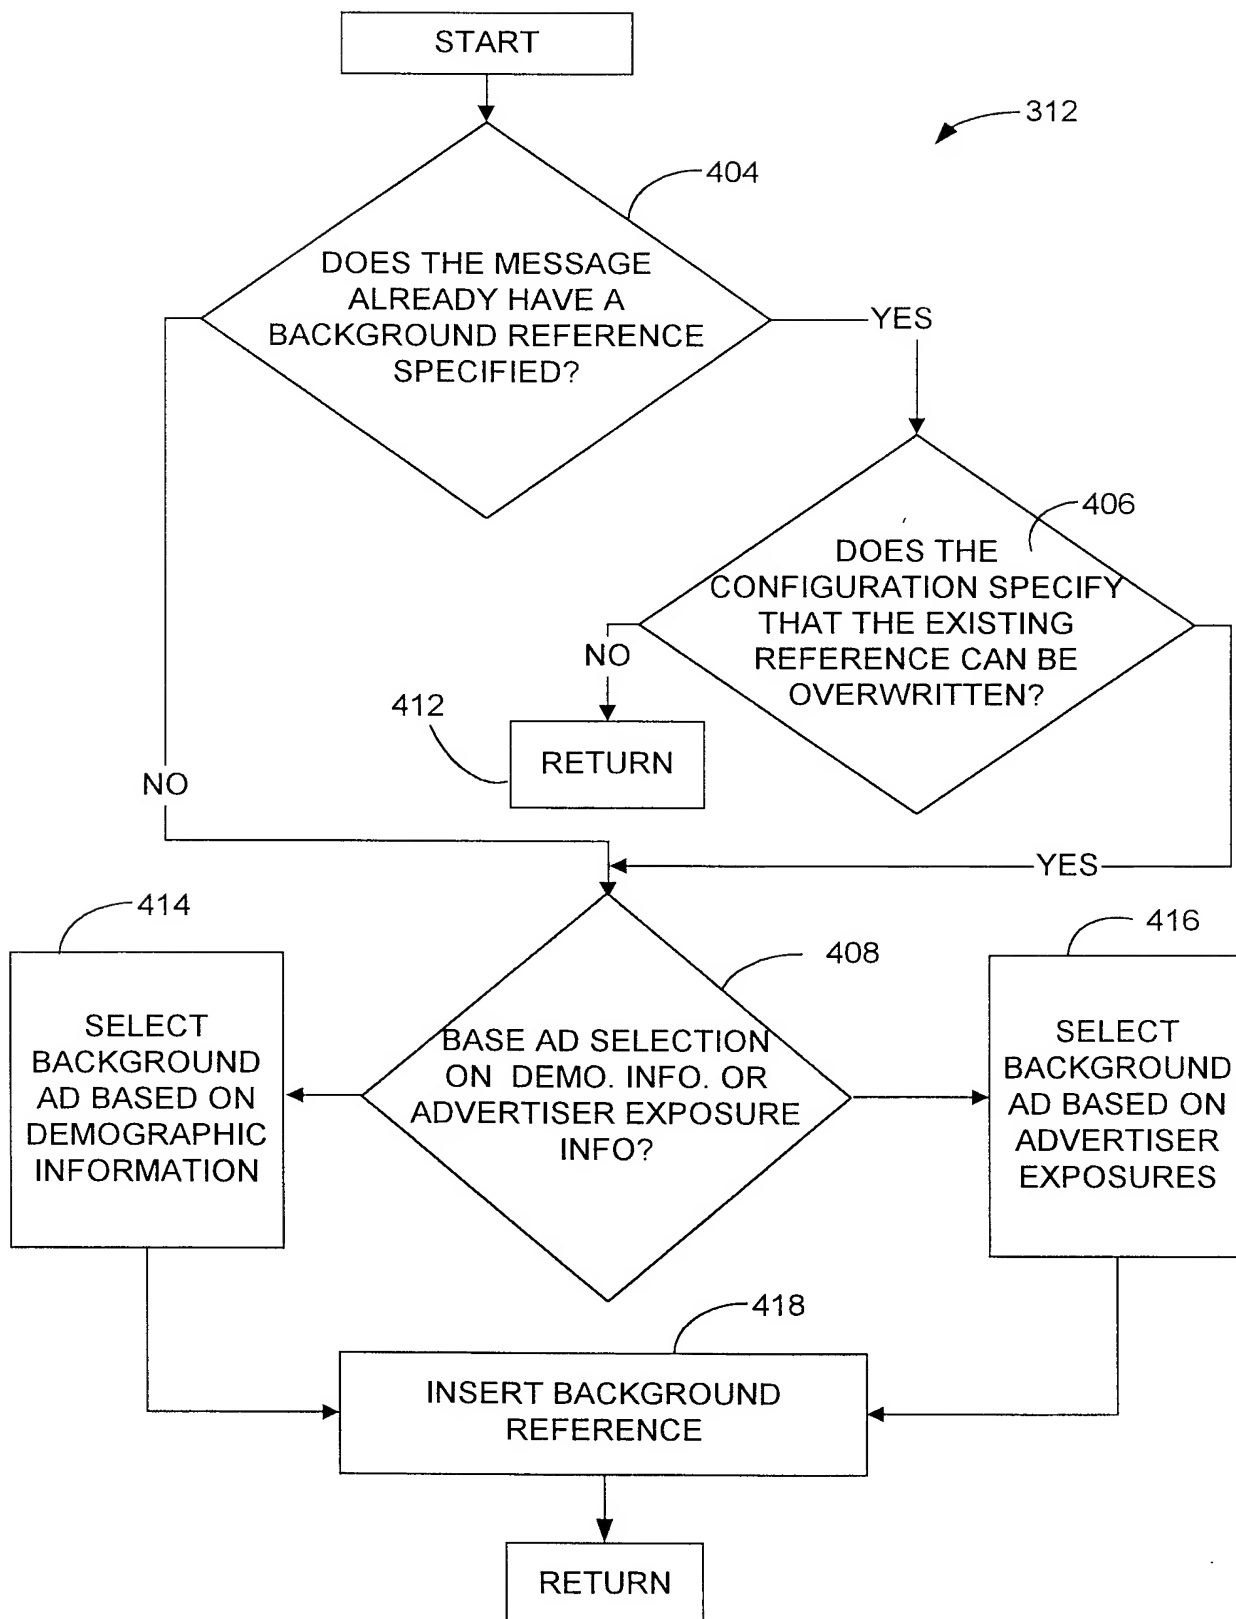 START
312
404
DOES THE MESSAGE
ALREADY HAVE A
BACKGROUND REFERENCE
SPECIFIED?
YES
406
DOES THE
CONFIGURATION SPECIFY
THAT THE EXISTING
REFERENCE CAN BE
OVERWRITTEN?
NO
412
RETURN
NO
YES
414
408
416
SELECT
BACKGROUND
AD BASED ON
DEMOGRAPHIC
INFORMATION
BASE AD SELECTION
ON DEMO. INFO. OR
ADVERTISER EXPOSURE
INFO?
SELECT
BACKGROUND
AD BASED ON
ADVERTISER
EXPOSURES
418
INSERT BACKGROUND
REFERENCE
RETURN